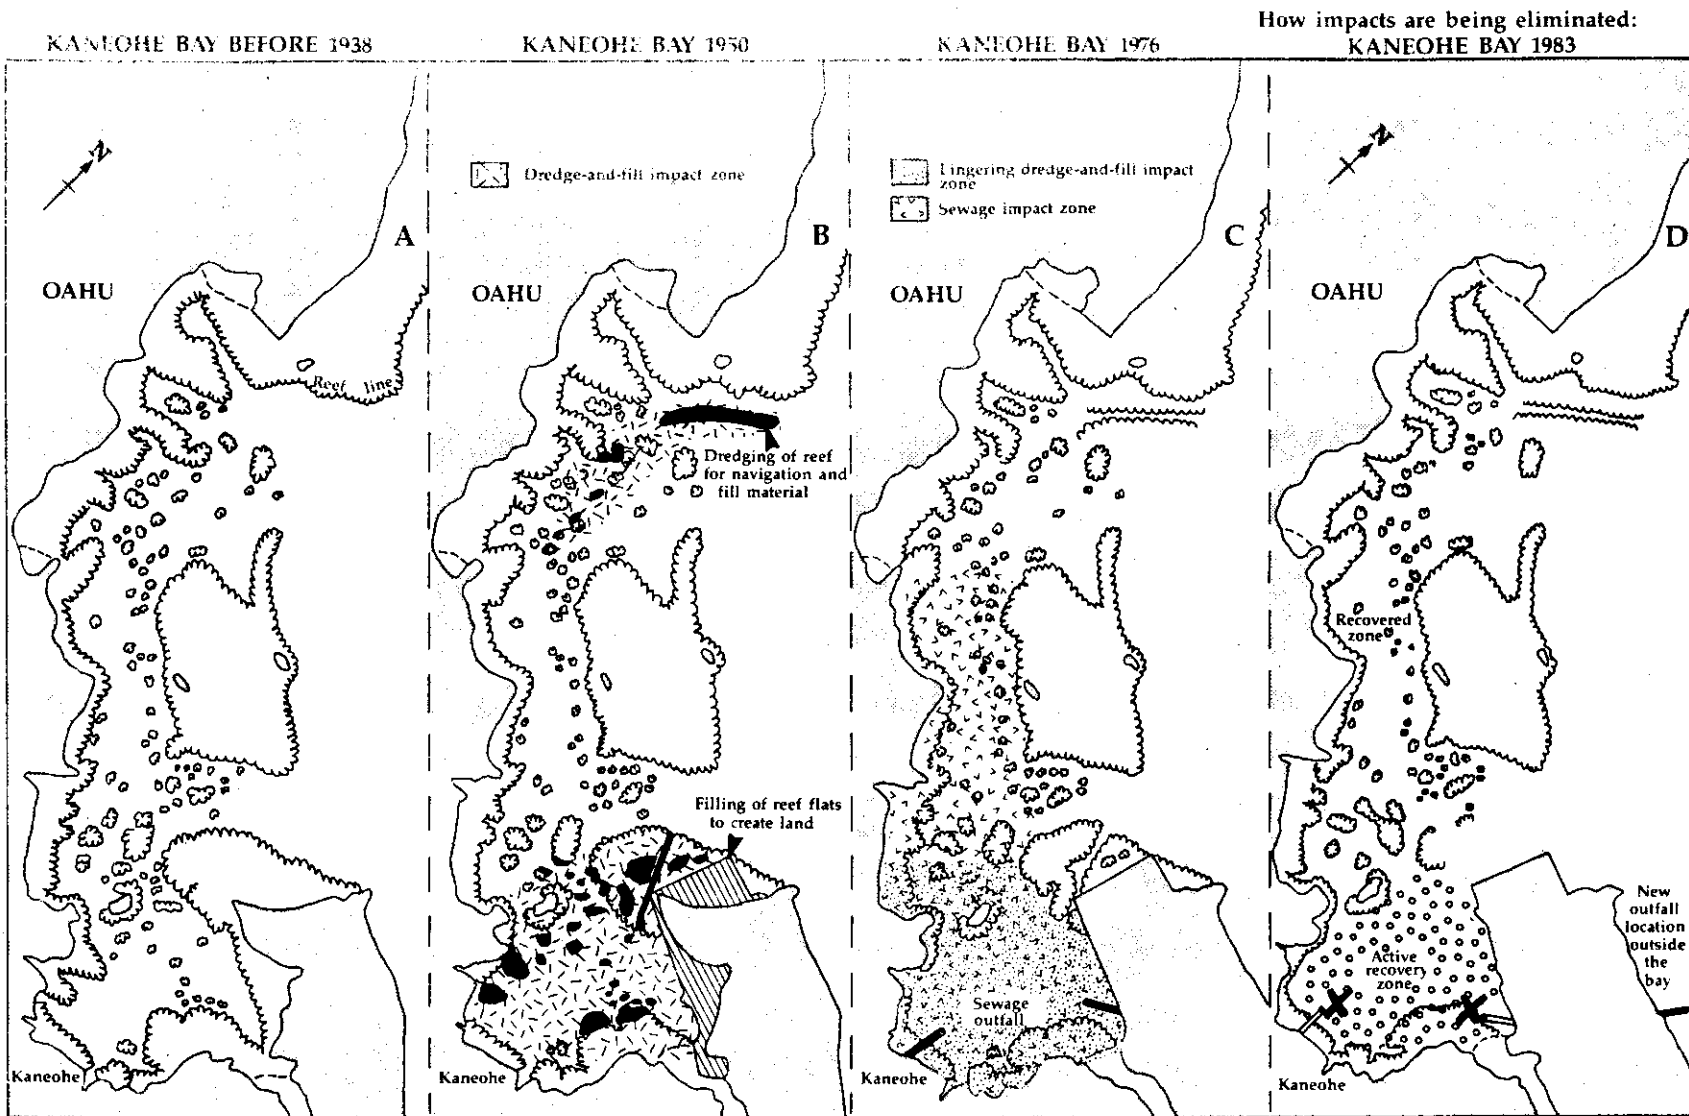 KANEOHE BAY BEFORE 1938
KANEOHE BAY 1950
KANEOHE BAY 1976
How impacts are being eliminated:
KANEOHE BAY 1983
N
A
OAHU
Reef line
Kaneohe
Dredge-and-fill impact zone
B
OAHU
Dredging of reef
for navigation and
fill material
Filling of reef flats
to create land
Kaneohe
Lingering dredge-and-fill impact
zone
Sewage impact zone
C
OAHU
Sewage
outfall
Kaneohe
N
D
OAHU
Recovered
zone
Active
recovery
zone
New
outfall
location
outside
the
bay
Kaneohe